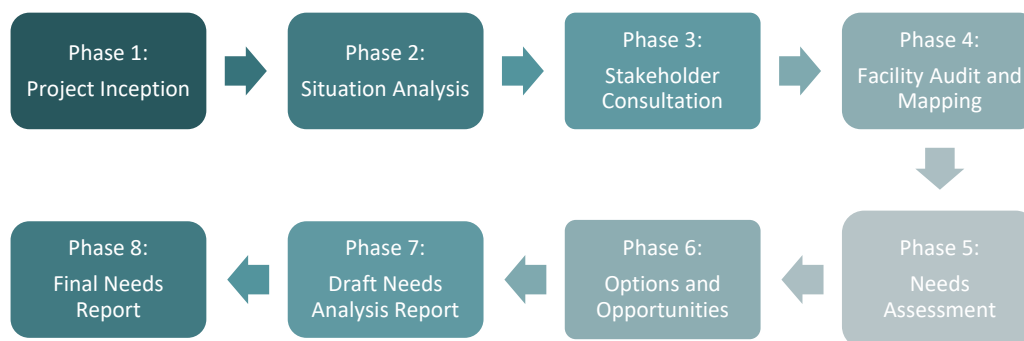 Phase 1:
Project Inception
Phase 2:
Situation Analysis
Phase 3:
Stakeholder
Consultation
Phase 4:
Facility Audit and
Mapping
Phase 5:
Needs
Assessment
Phase 6:
Options and
Opportunities
Phase 7:
Draft Needs
Analysis Report
Phase 8:
Final Needs
Report